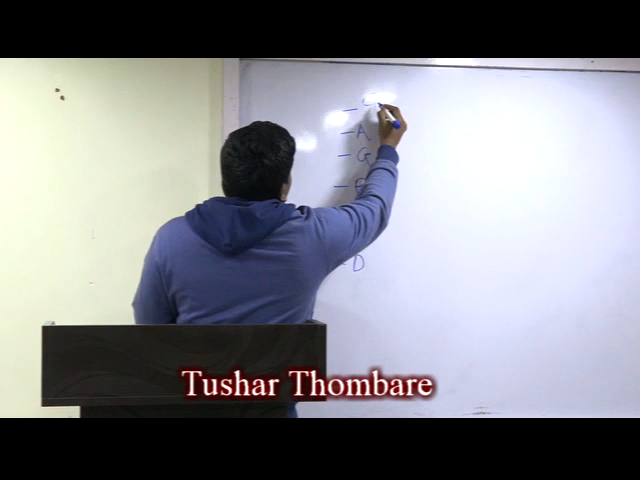 – C
– A
– G
– D
Tushar Thombare